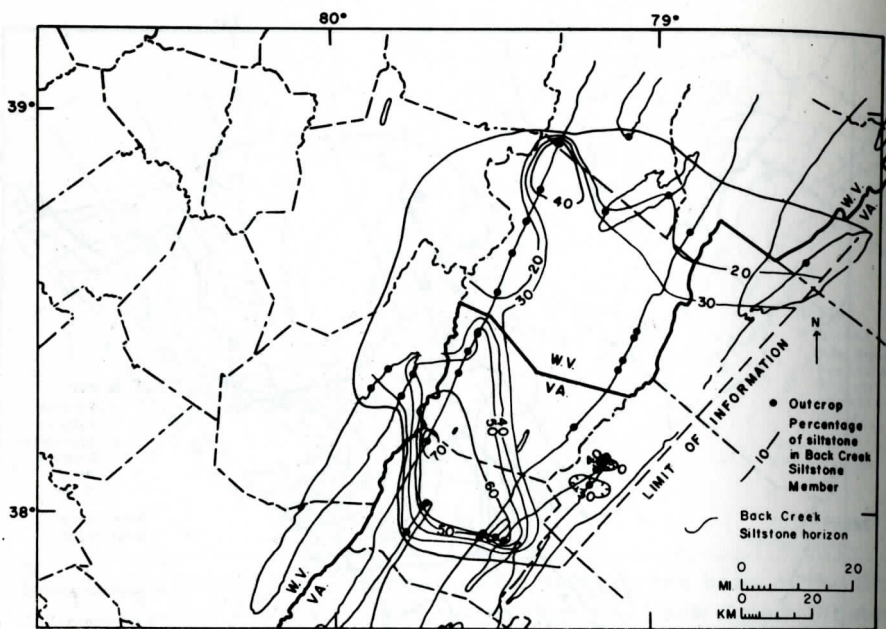 80°
79°
39°
38°
40
20
30
W.V.
VA.
20
30
W.V.
VA.
40
50
70
60
50
W.V.
VA.
LIMIT OF INFORMATION
N
Outcrop
10
Percentage
of siltstone
in Back Creek
Siltstone
Member
Back Creek
Siltstone horizon
0 20
MI.
0 20
KM